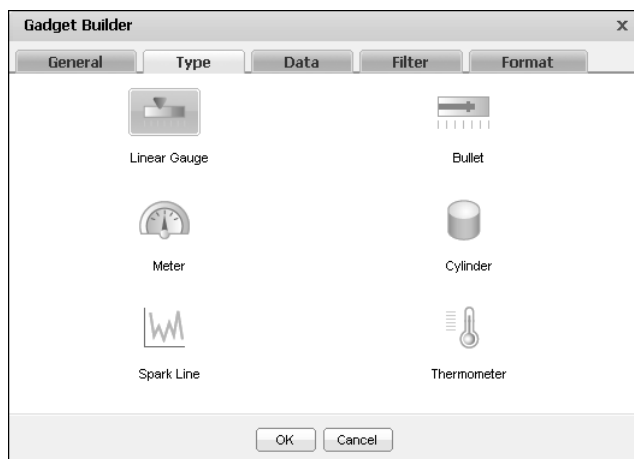 Gadget Builder x
General Type Data Filter Format
Linear Gauge Bullet
Meter Cylinder
Spark Line Thermometer
OK Cancel